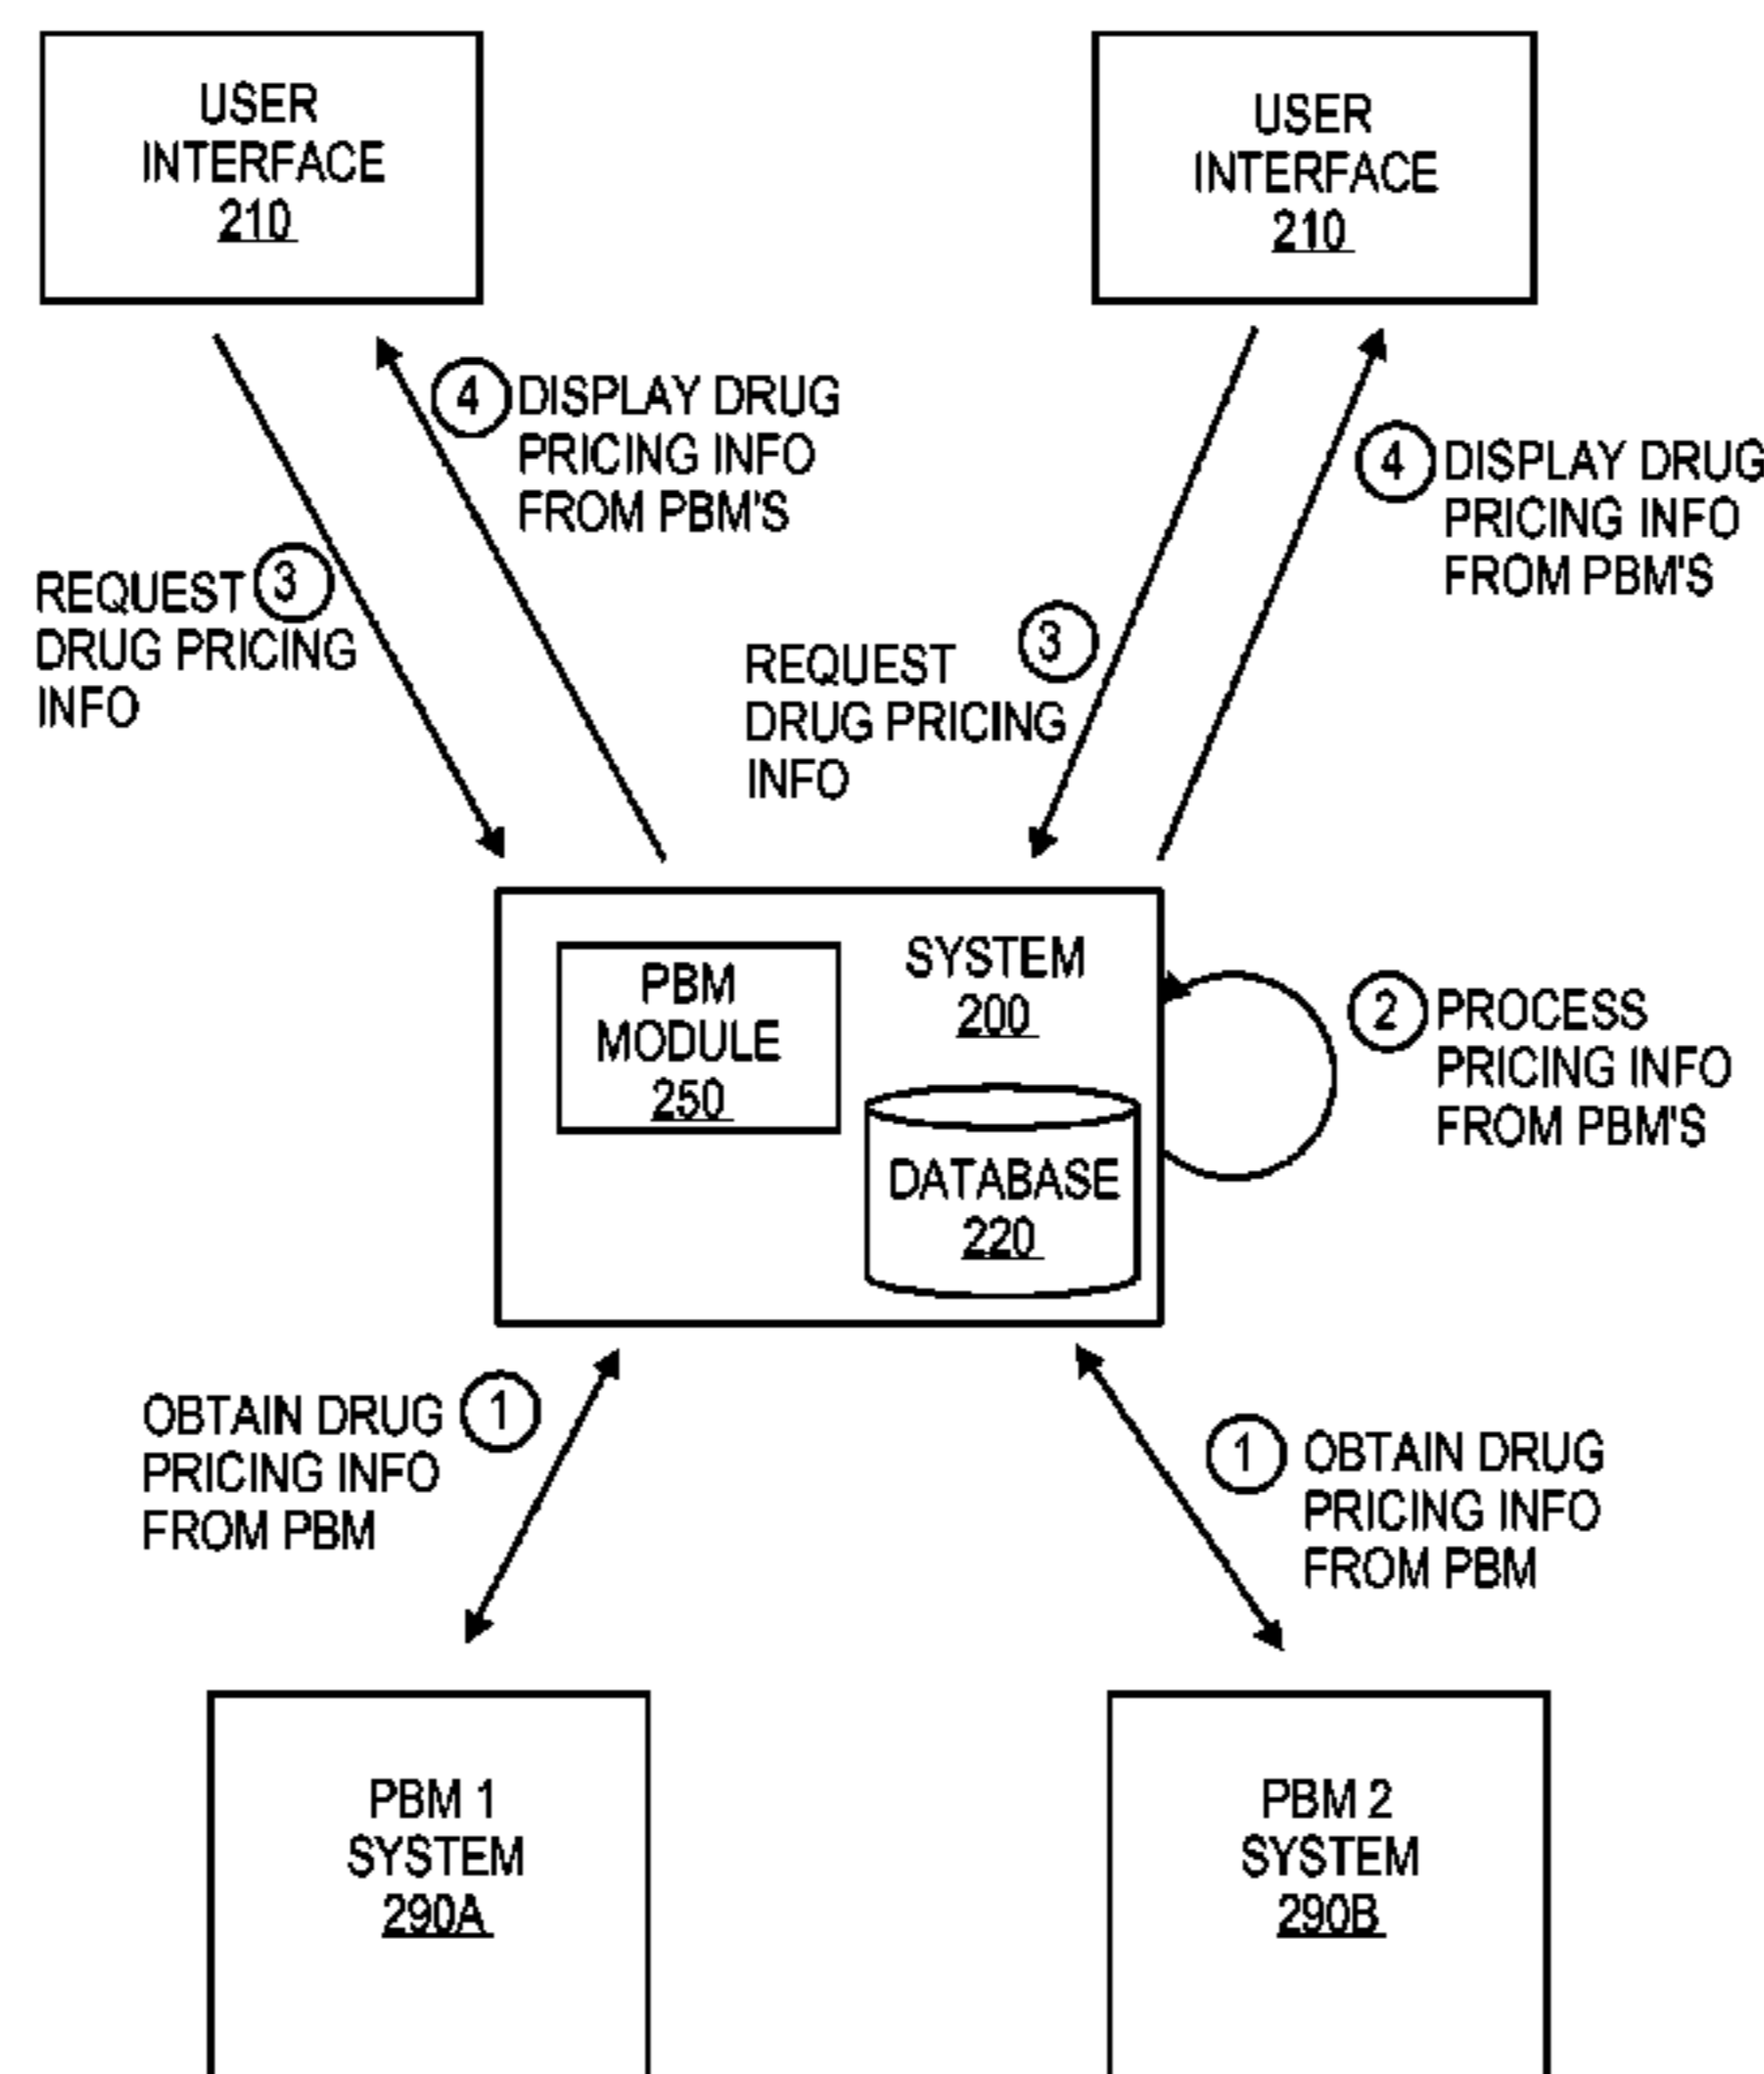 USER
INTERFACE
210
USER
INTERFACE
210
4 DISPLAY DRUG
PRICING INFO
FROM PBM'S
4 DISPLAY DRUG
PRICING INFO
FROM PBM'S
REQUEST 3
DRUG PRICING
INFO
REQUEST 3
DRUG PRICING
INFO
PBM
MODULE
250
SYSTEM
200
DATABASE
220
2 PROCESS
PRICING INFO
FROM PBM'S
OBTAIN DRUG 1
PRICING INFO
FROM PBM
1 OBTAIN DRUG
PRICING INFO
FROM PBM
PBM 1
SYSTEM
290A
PBM 2
SYSTEM
290B